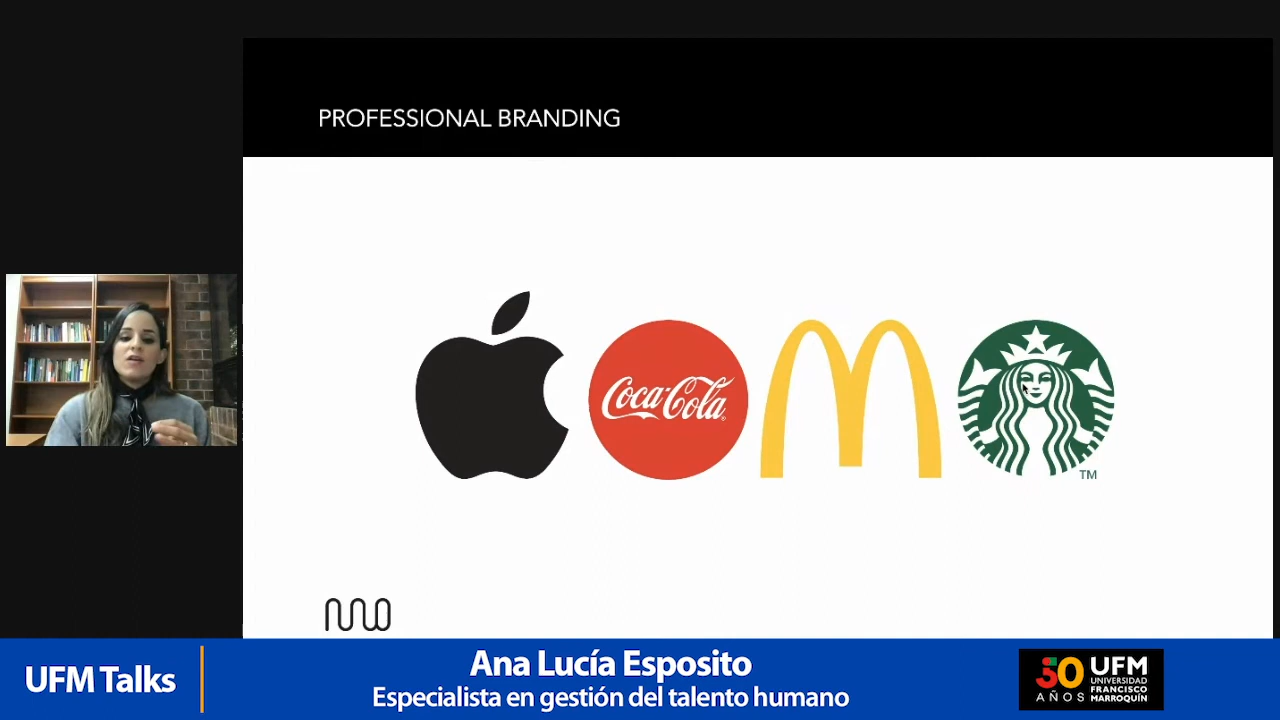 PROFESSIONAL BRANDING
Coca-Cola
®
TM
UFM Talks
Ana Lucía Esposito
Especialista en gestión del talento humano
50
AÑOS
UFM
UNIVERSIDAD
FRANCISCO
MARROQUÍN